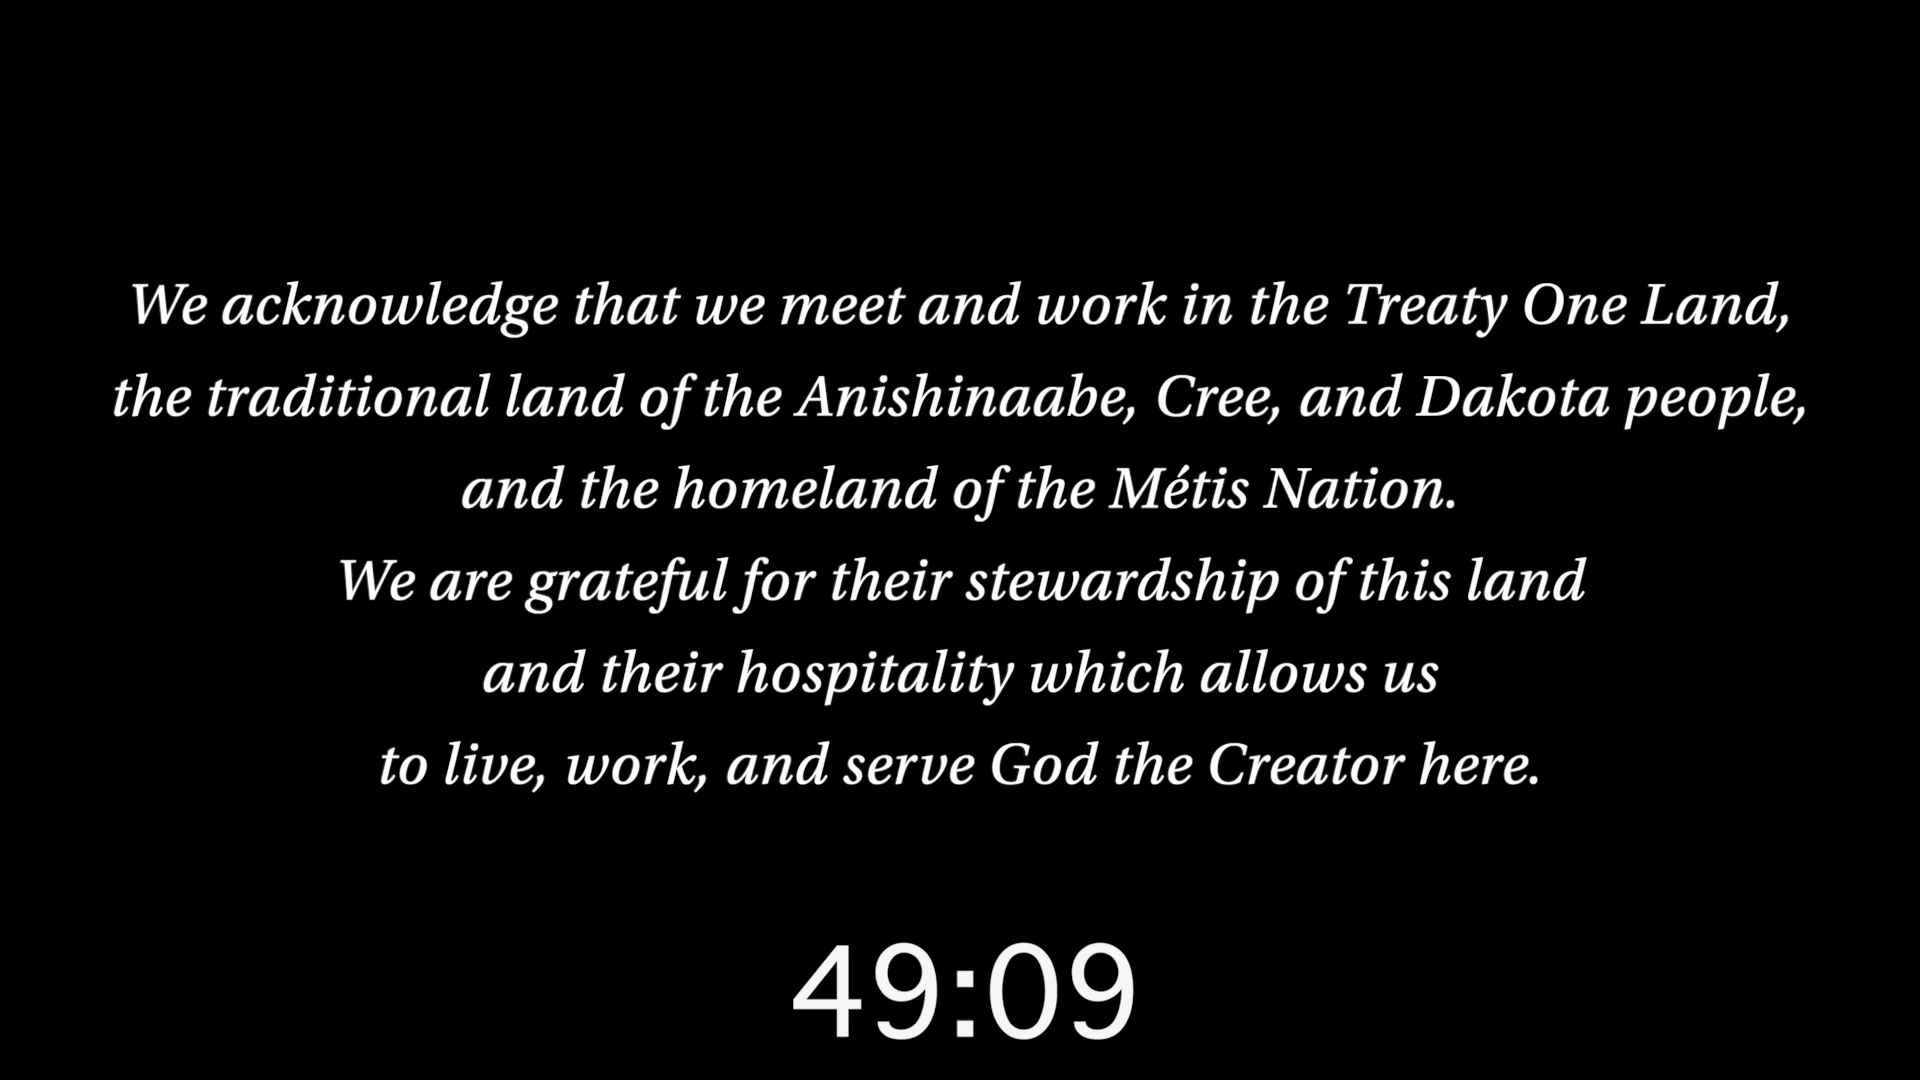 We acknowledge that we meet and work in the Treaty One Land,
the traditional land of the Anishinaabe, Cree, and Dakota people,
and the homeland of the Métis Nation.
We are grateful for their stewardship of this land
and their hospitality which allows us
to live, work, and serve God the Creator here.
49:09